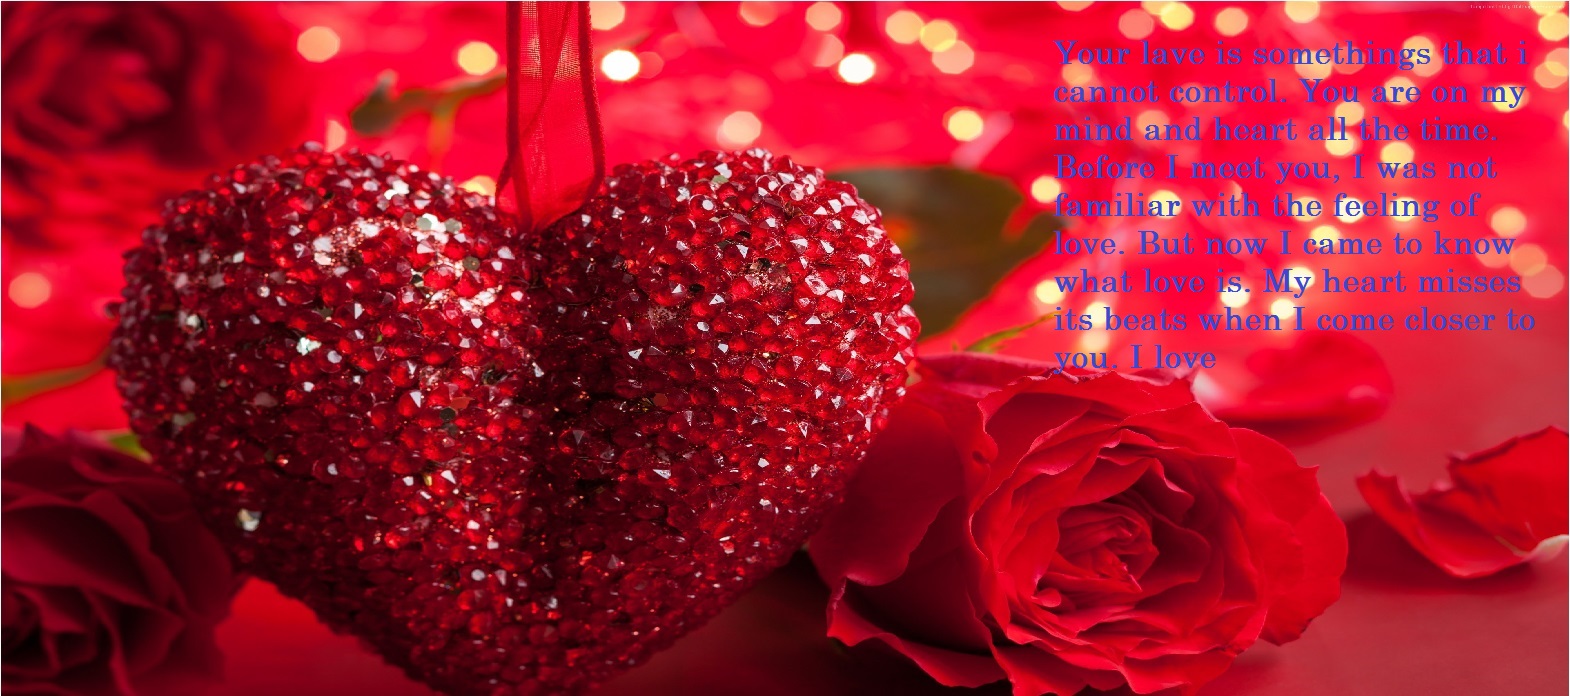 Your lave is somethings that i
cannot control. You are on my
mind and heart all the time.
Before I meet you, I was not
familiar with the feeling of
love. But now I came to know
what love is. My heart misses
its beats when I come closer to
you. I love